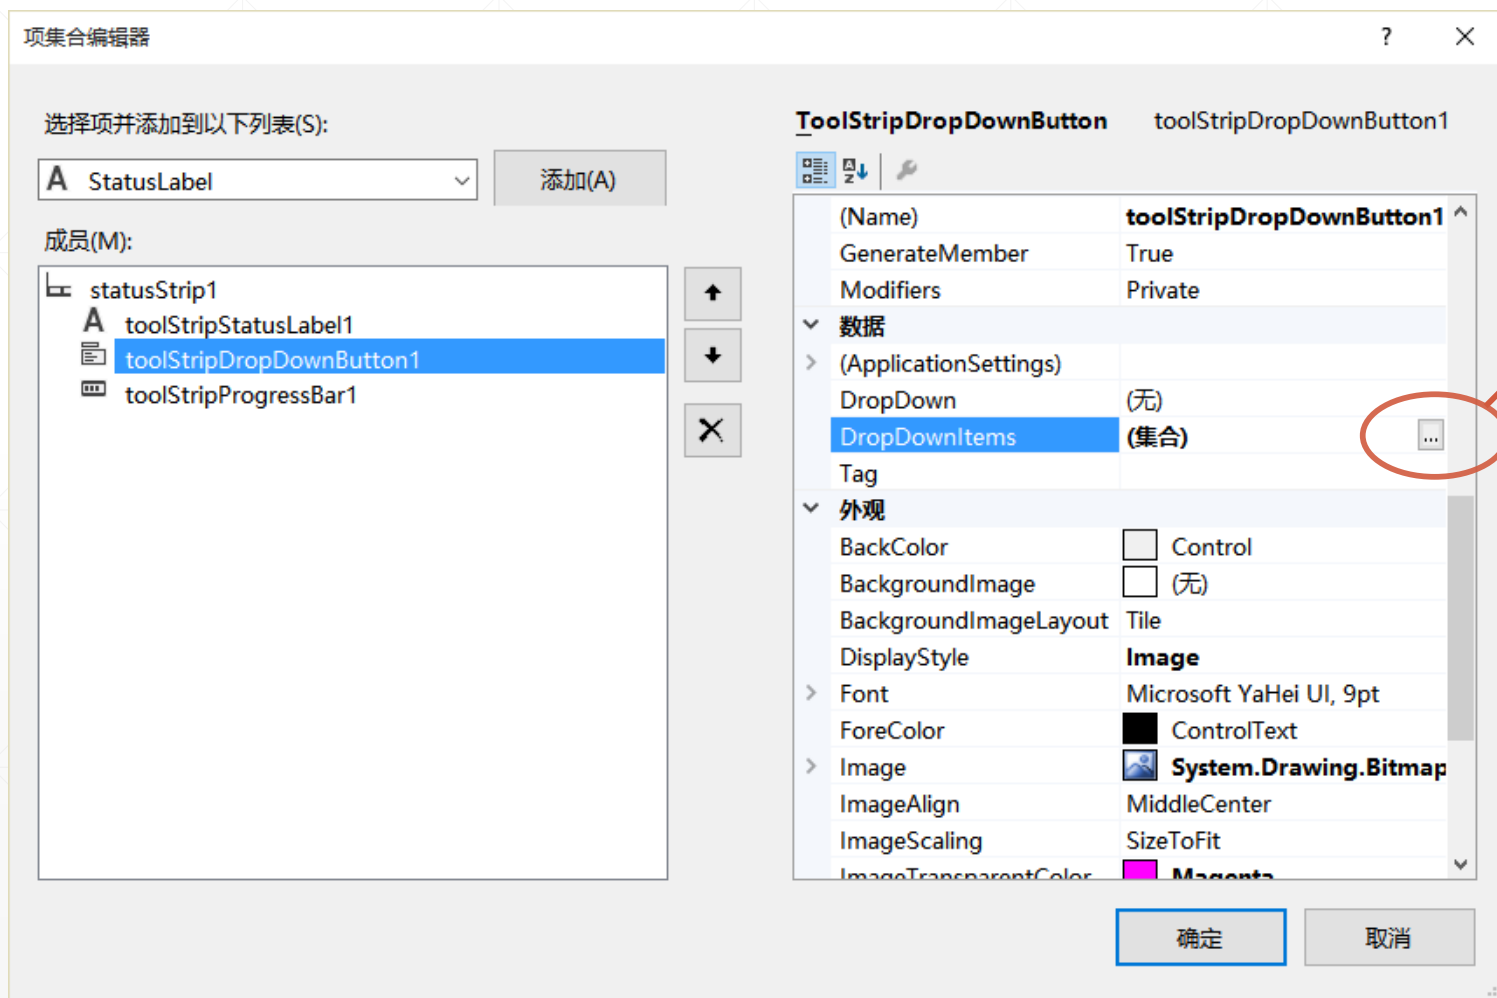 项集合编辑器
?
选择项并添加到以下列表(S):
A StatusLabel
添加(A)
成员(M):
statusStrip1
A toolStripStatusLabel1
toolStripDropDownButton1
toolStripProgressBar1
ToolStripDropDownButton toolStripDropDownButton1
(Name) toolStripDropDownButton1
GenerateMember True
Modifiers Private
数据
(ApplicationSettings)
DropDown (无)
DropDownItems (集合) ...
Tag
外观
BackColor Control
BackgroundImage (无)
BackgroundImageLayout Tile
DisplayStyle Image
Font Microsoft YaHei UI, 9pt
ForeColor ControlText
Image System.Drawing.Bitmap
ImageAlign MiddleCenter
ImageScaling SizeToFit
ImageTransparentColor Magenta
确定
取消